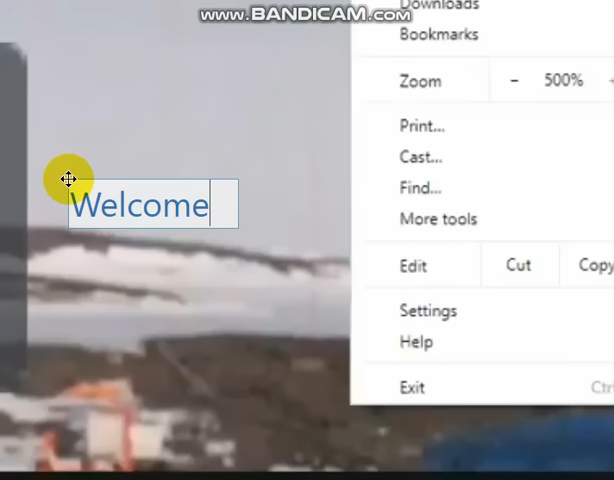 www.BANDICAM.com
Downloads
Bookmarks
Zoom - 500% +
Print...
Cast...
Find...
More tools
Welcome
Edit Cut Copy
Settings
Help
Exit Ctr